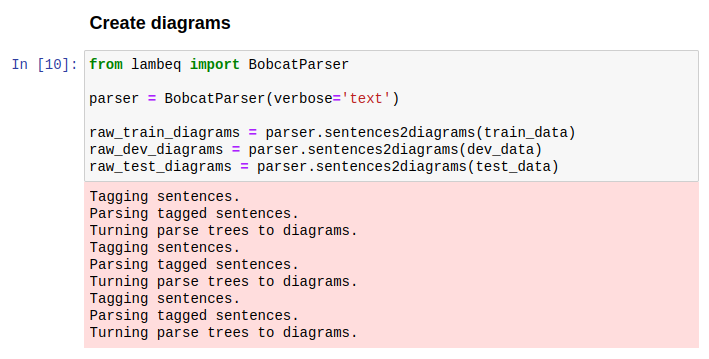 Create diagrams
In [10]:
from lambeq import BobcatParser
parser = BobcatParser(verbose='text')
raw_train_diagrams = parser.sentences2diagrams(train_data)
raw_dev_diagrams = parser.sentences2diagrams(dev_data)
raw_test_diagrams = parser.sentences2diagrams(test_data)
Tagging sentences.
Parsing tagged sentences.
Turning parse trees to diagrams.
Tagging sentences.
Parsing tagged sentences.
Turning parse trees to diagrams.
Tagging sentences.
Parsing tagged sentences.
Turning parse trees to diagrams.